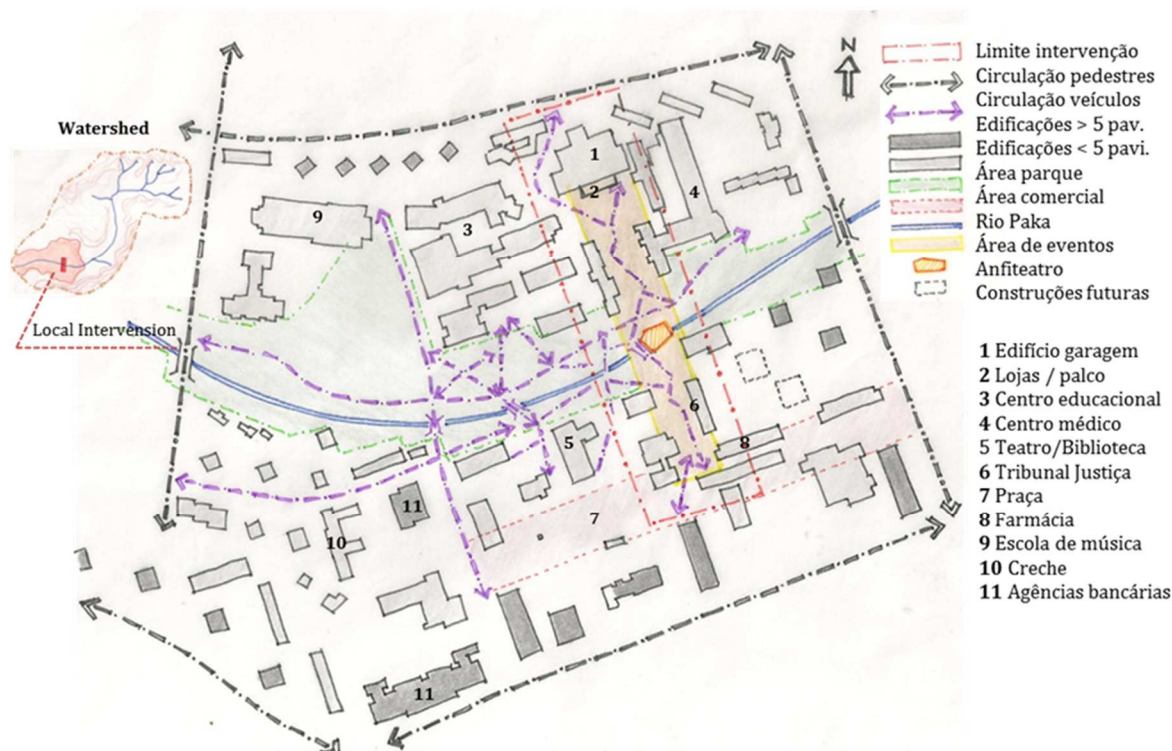 N
Limite intervenção
Circulação pedestres
Circulação veículos
Edificações > 5 pav.
Edificações < 5 pavi.
Área parque
Área comercial
Rio Paka
Área de eventos
Anfiteatro
Construções futuras
1 Edifício garagem
2 Lojas / palco
3 Centro educacional
4 Centro médico
5 Teatro/Biblioteca
6 Tribunal Justiça
7 Praça
8 Farmácia
9 Escola de música
10 Creche
11 Agências bancárias
Watershed
Local Intervension
1
2
4
9
3
6
5
8
11
7
10
11